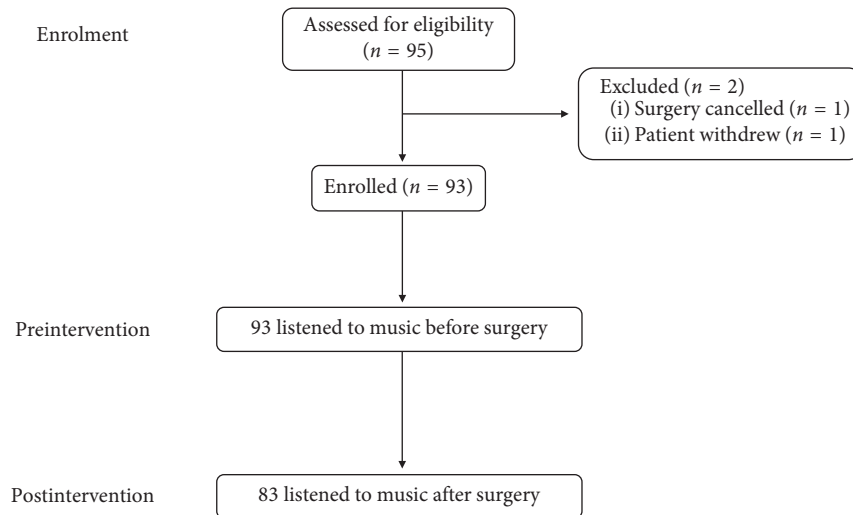 Enrolment
Assessed for eligibility
(n = 95)
Excluded (n = 2)
(i) Surgery cancelled (n = 1)
(ii) Patient withdrew (n = 1)
Enrolled (n = 93)
Preintervention
93 listened to music before surgery
Postintervention
83 listened to music after surgery